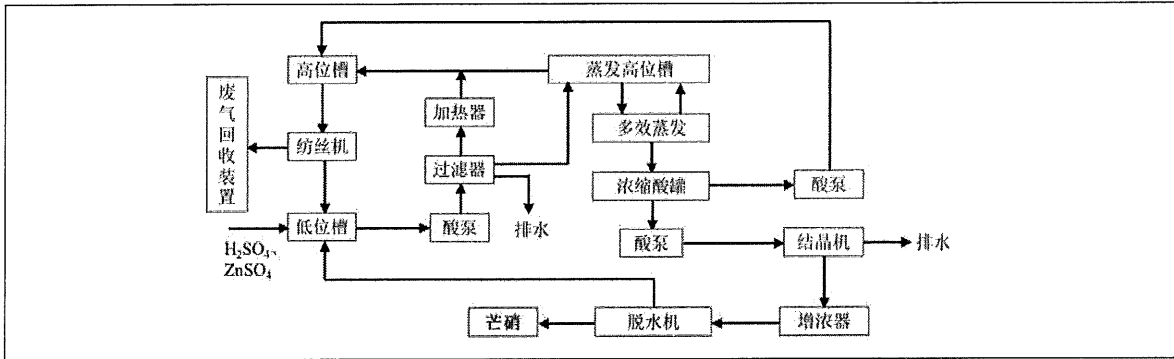 高位槽
蒸发高位槽
废气回收装置
加热器
纺丝机
多效蒸发
过滤器
浓缩酸罐
酸泵
低位槽
酸泵
排水
H₂SO₄、
ZnSO₄
酸泵
结晶机
排水
芒硝
脱水机
增浓器